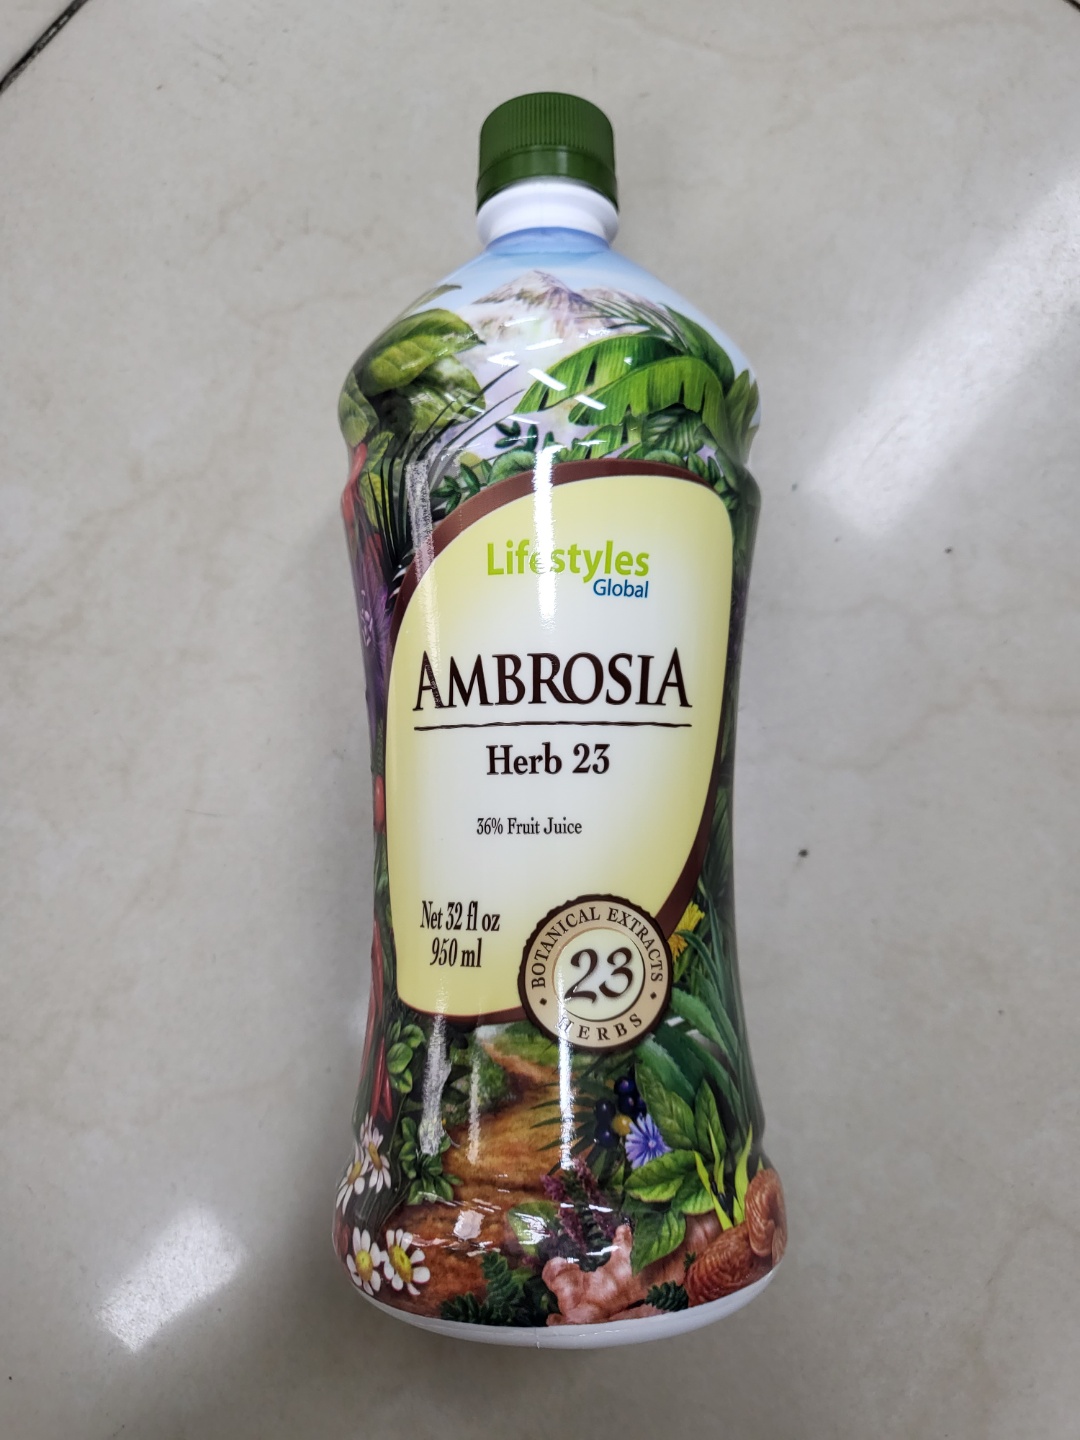 Lifestyles
Global
AMBROSIA
Herb 23
36% Fruit Juice
Net 32 fl oz
950 ml
BOTANICAL EXTRACTS
23
HERBS